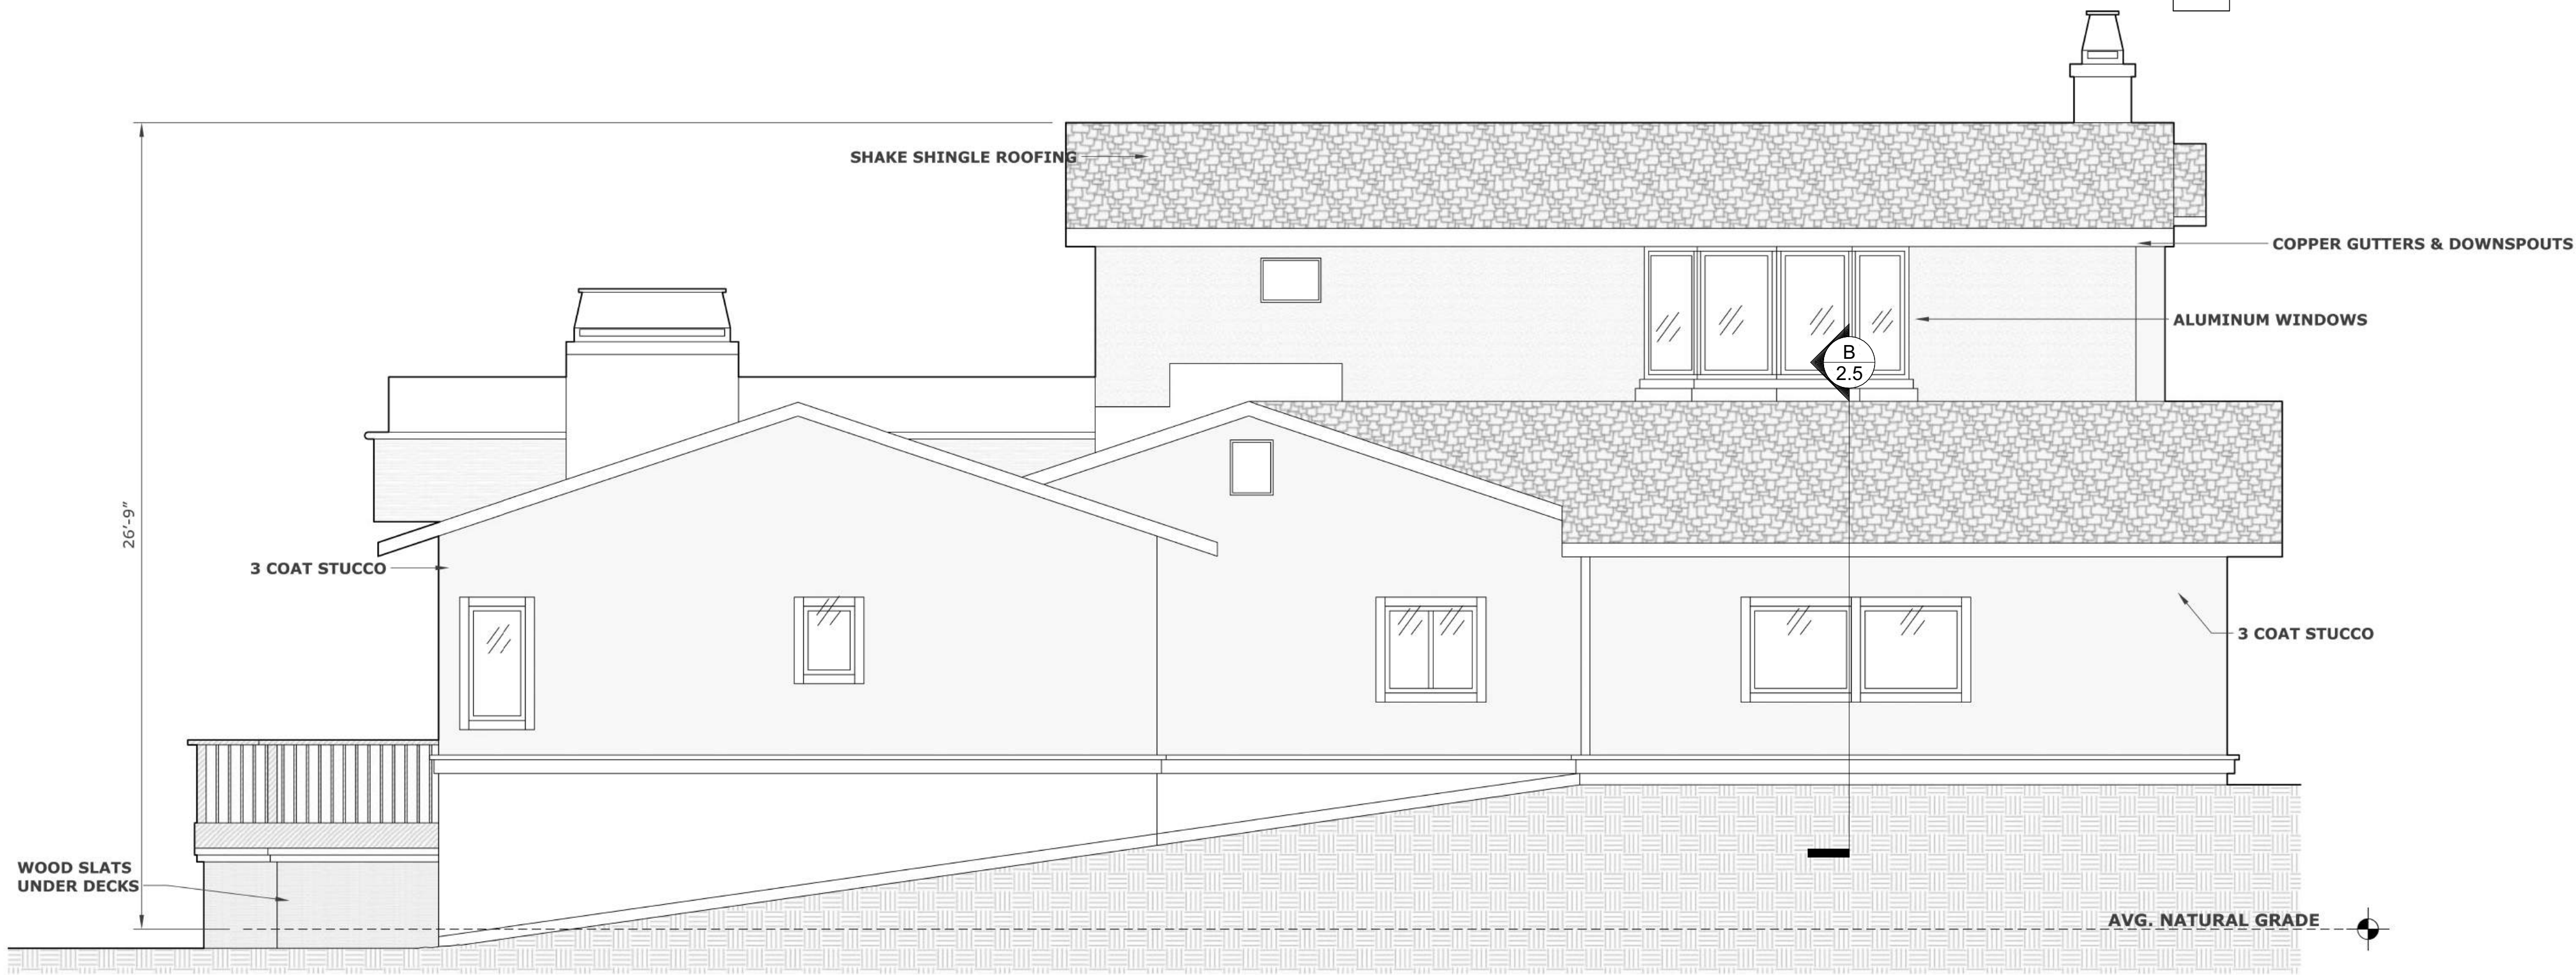 SHAKE SHINGLE ROOFING
COPPER GUTTERS & DOWNSPOUTS
ALUMINUM WINDOWS
B
2.5
26'-9"
3 COAT STUCCO
3 COAT STUCCO
WOOD SLATS
UNDER DECKS
AVG. NATURAL GRADE